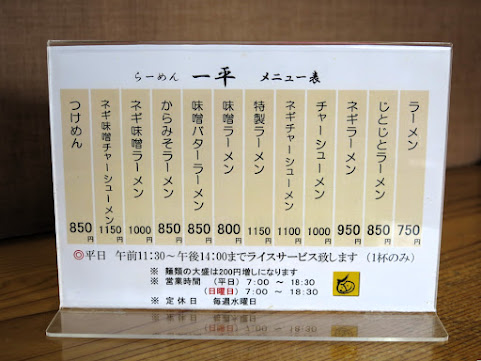 らーめん 一平 メニュー表
ラーメン 750円
じとじとラーメン 850円
ネギラーメン 950円
チャーシューメン 1000円
ネギチャーシューメン 1100円
特製ラーメン 1150円
味噌ラーメン 800円
味噌バターラーメン 850円
からみそラーメン 850円
ネギ味噌ラーメン 1000円
ネギ味噌チャーシューメン 1150円
つけめん 850円
◎平日 午前11:30～午後14:00までライスサービス致します (1杯のみ)
※ 麺類の大盛は200円増しになります
※ 営業時間 (平日) 7:00 ～ 18:30
(日曜日) 7:00 ～ 18:30
※ 定休日 毎週水曜日